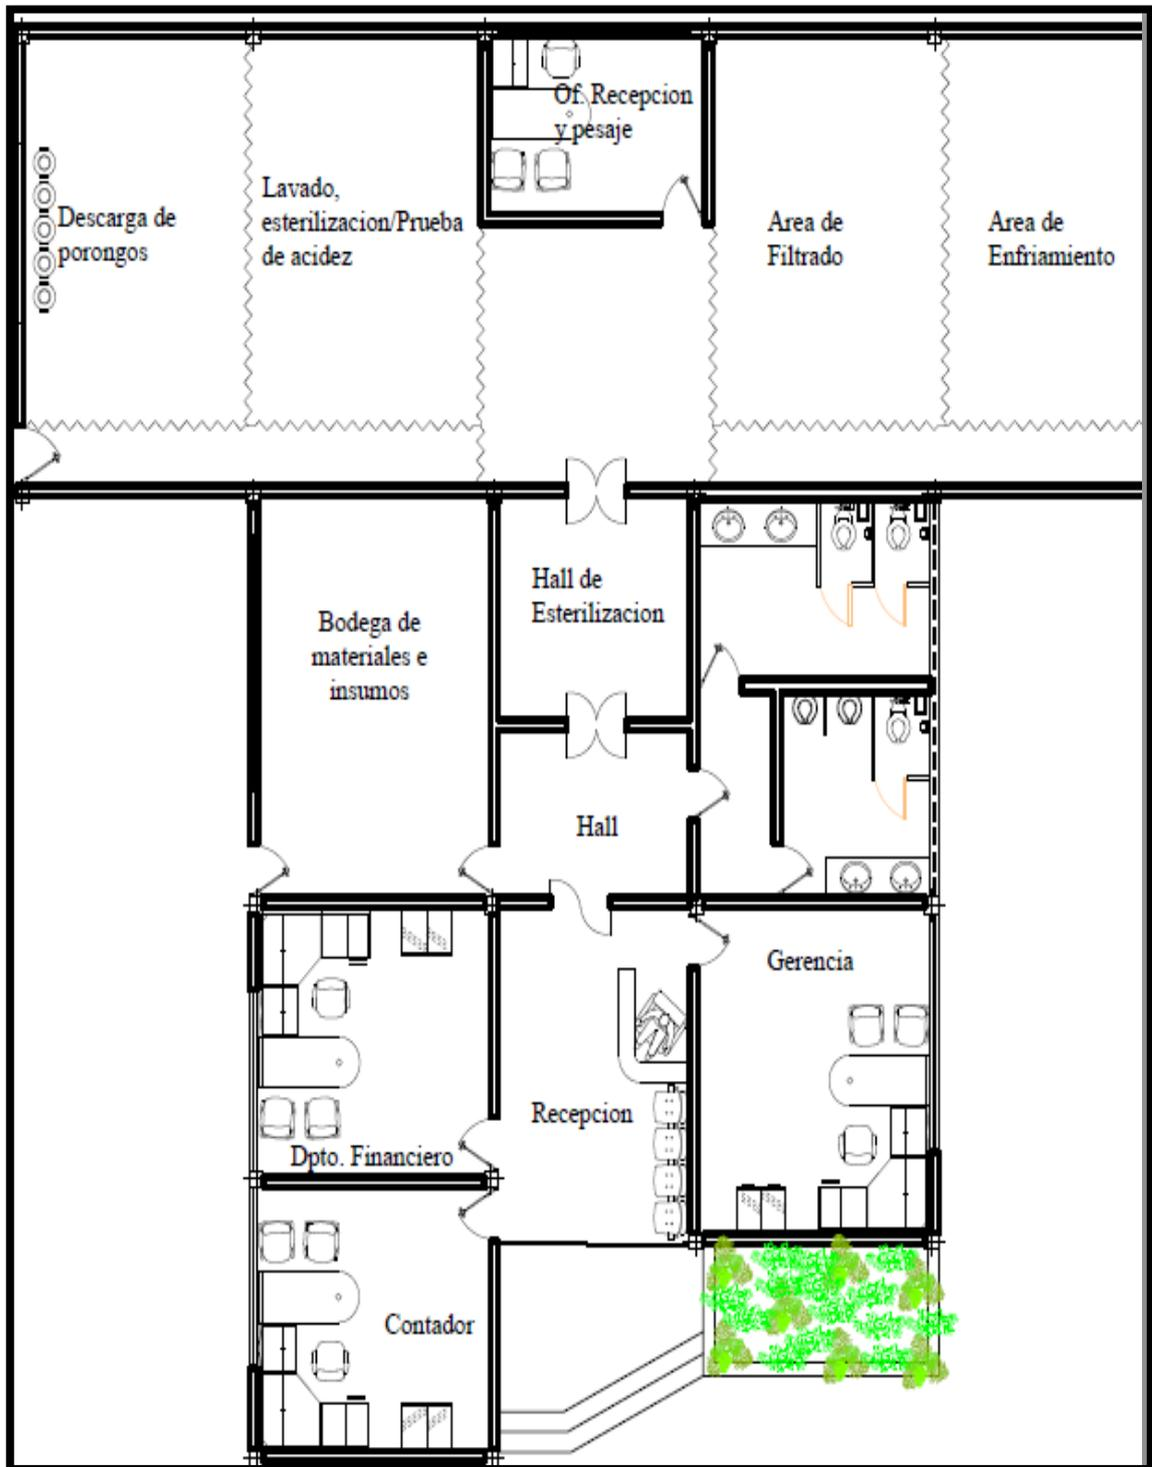 Of. Recepcion
y pesaje
Descarga de
porongos
Lavado,
esterilizacion/Prueba
de acidez
Area de
Filtrado
Area de
Enfriamiento
Hall de
Esterilizacion
Bodega de
materiales e
insumos
Hall
Gerencia
Recepcion
Dpto. Financiero
Contador